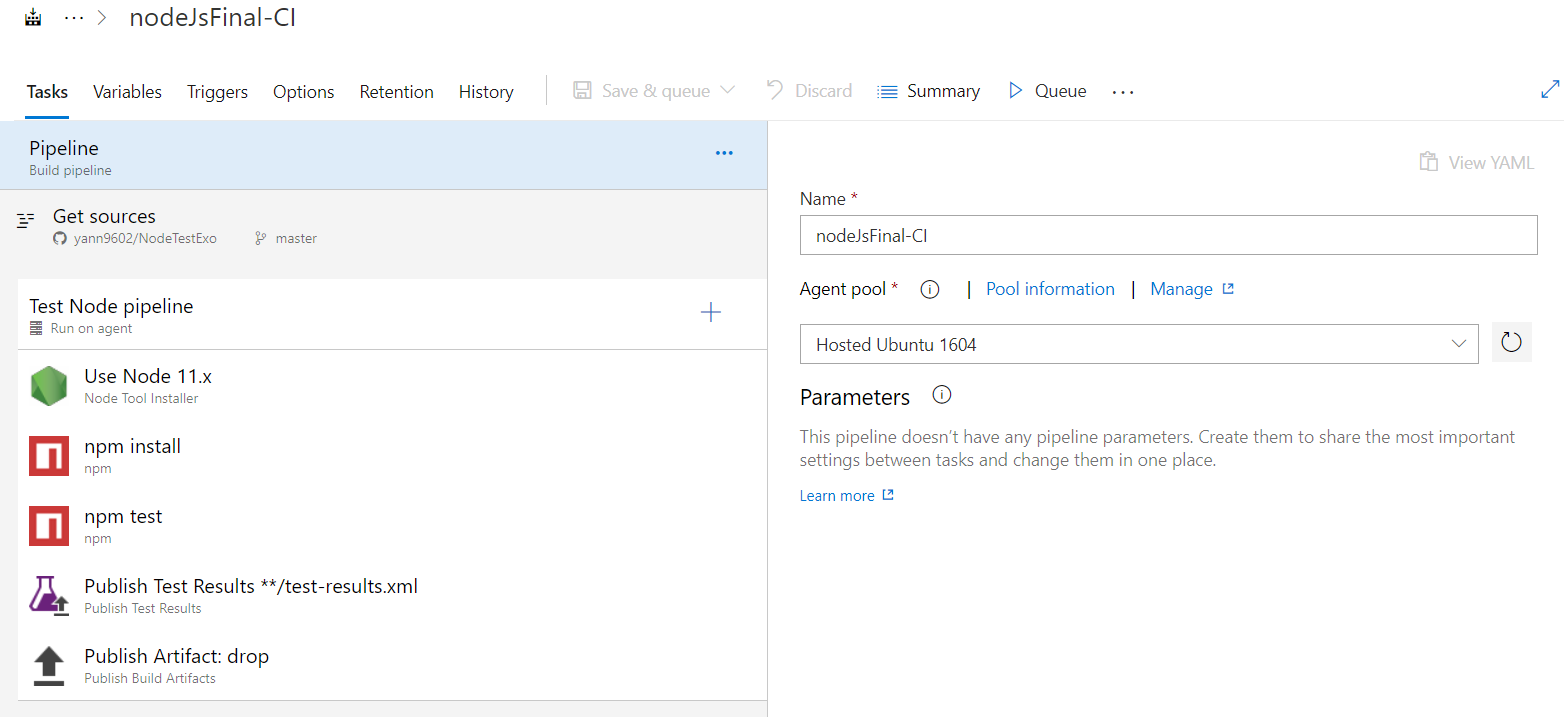 ··· > nodeJsFinal-CI
Tasks Variables Triggers Options Retention History Save & queue Discard Summary Queue ···
Pipeline
Build pipeline
···
Get sources
yann9602/NodeTestExo master
Test Node pipeline
Run on agent
Use Node 11.x
Node Tool Installer
npm install
npm
npm test
npm
Publish Test Results **/test-results.xml
Publish Test Results
Publish Artifact: drop
Publish Build Artifacts
View YAML
Name *
nodeJsFinal-CI
Agent pool * | Pool information | Manage
Hosted Ubuntu 1604
Parameters
This pipeline doesn't have any pipeline parameters. Create them to share the most important
settings between tasks and change them in one place.
Learn more